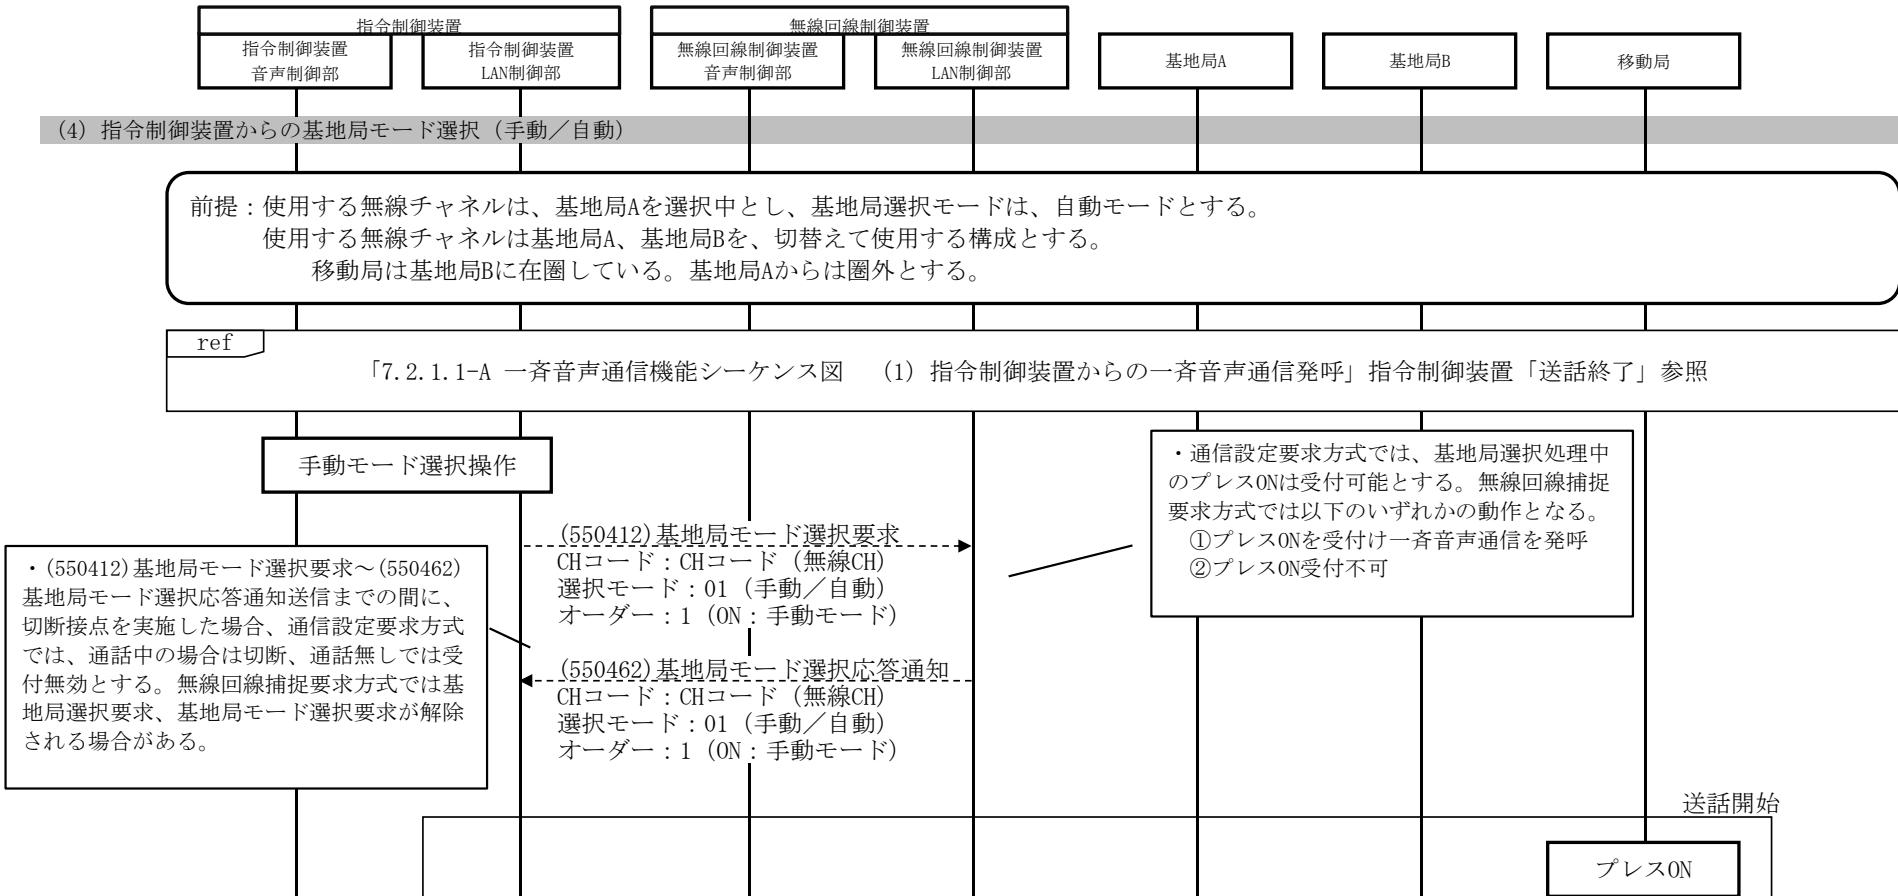 指令制御装置
無線回線制御装置
指令制御装置
音声制御部
指令制御装置
LAN制御部
無線回線制御装置
音声制御部
無線回線制御装置
LAN制御部
基地局A
基地局B
移動局
(4) 指令制御装置からの基地局モード選択（手動／自動）
前提：使用する無線チャネルは、基地局Aを選択中とし、基地局選択モードは、自動モードとする。
使用する無線チャネルは基地局A、基地局Bを、切替えて使用する構成とする。
移動局は基地局Bに在圏している。基地局Aからは圏外とする。
ref
「7.2.1.1-A 一斉音声通信機能シーケンス図　(1) 指令制御装置からの一斉音声通信発呼」指令制御装置「送話終了」参照
手動モード選択操作
・通信設定要求方式では、基地局選択処理中
のプレスONは受付可能とする。無線回線捕捉
要求方式では以下のいずれかの動作となる。
①プレスONを受付け一斉音声通信を発呼
②プレスON受付不可
(550412)基地局モード選択要求
CHコード：CHコード（無線CH）
選択モード：01（手動／自動）
オーダー：1（ON：手動モード）
・(550412)基地局モード選択要求～(550462)
基地局モード選択応答通知送信までの間に、
切断接点を実施した場合、通信設定要求方式
では、通話中の場合は切断、通話無しでは受
付無効とする。無線回線捕捉要求方式では基
地局選択要求、基地局モード選択要求が解除
される場合がある。
(550462)基地局モード選択応答通知
CHコード：CHコード（無線CH）
選択モード：01（手動／自動）
オーダー：1（ON：手動モード）
送話開始
プレスON